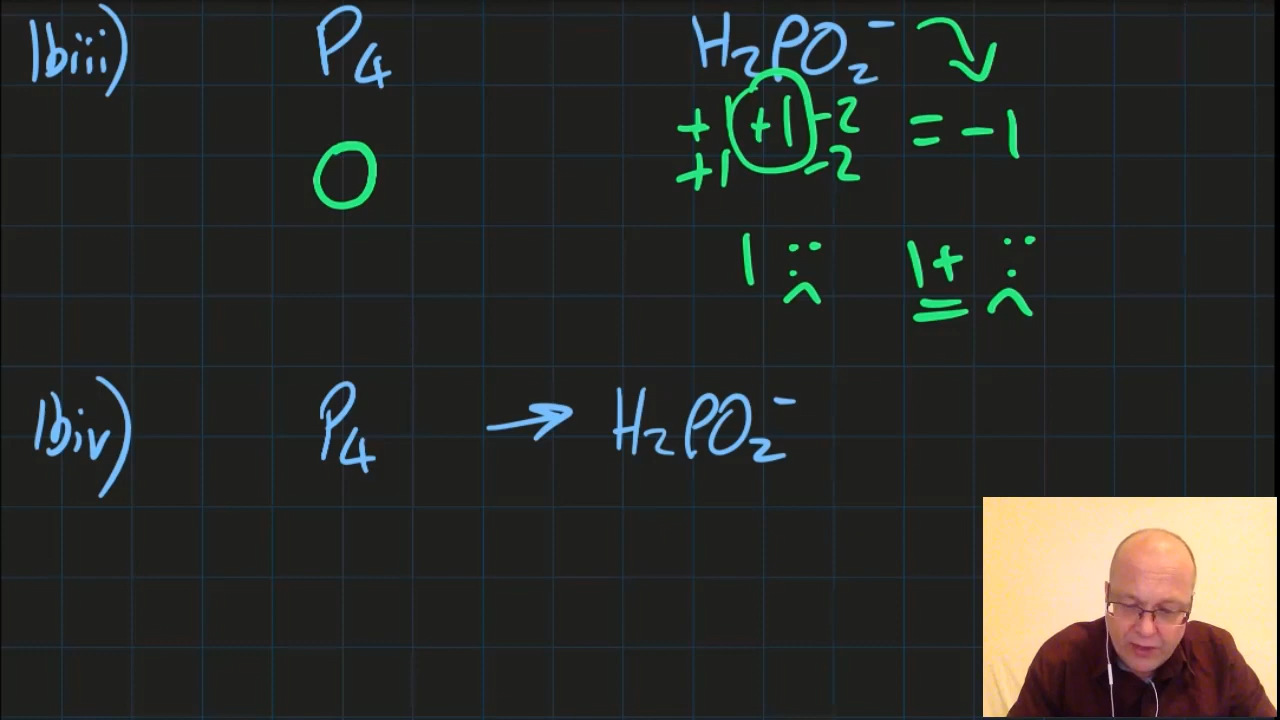 1biii) P₄ H₂PO₂⁻
+1 +1 -2 = -1
0 +1 -2
1 1+
1biv) P₄ → H₂PO₂⁻